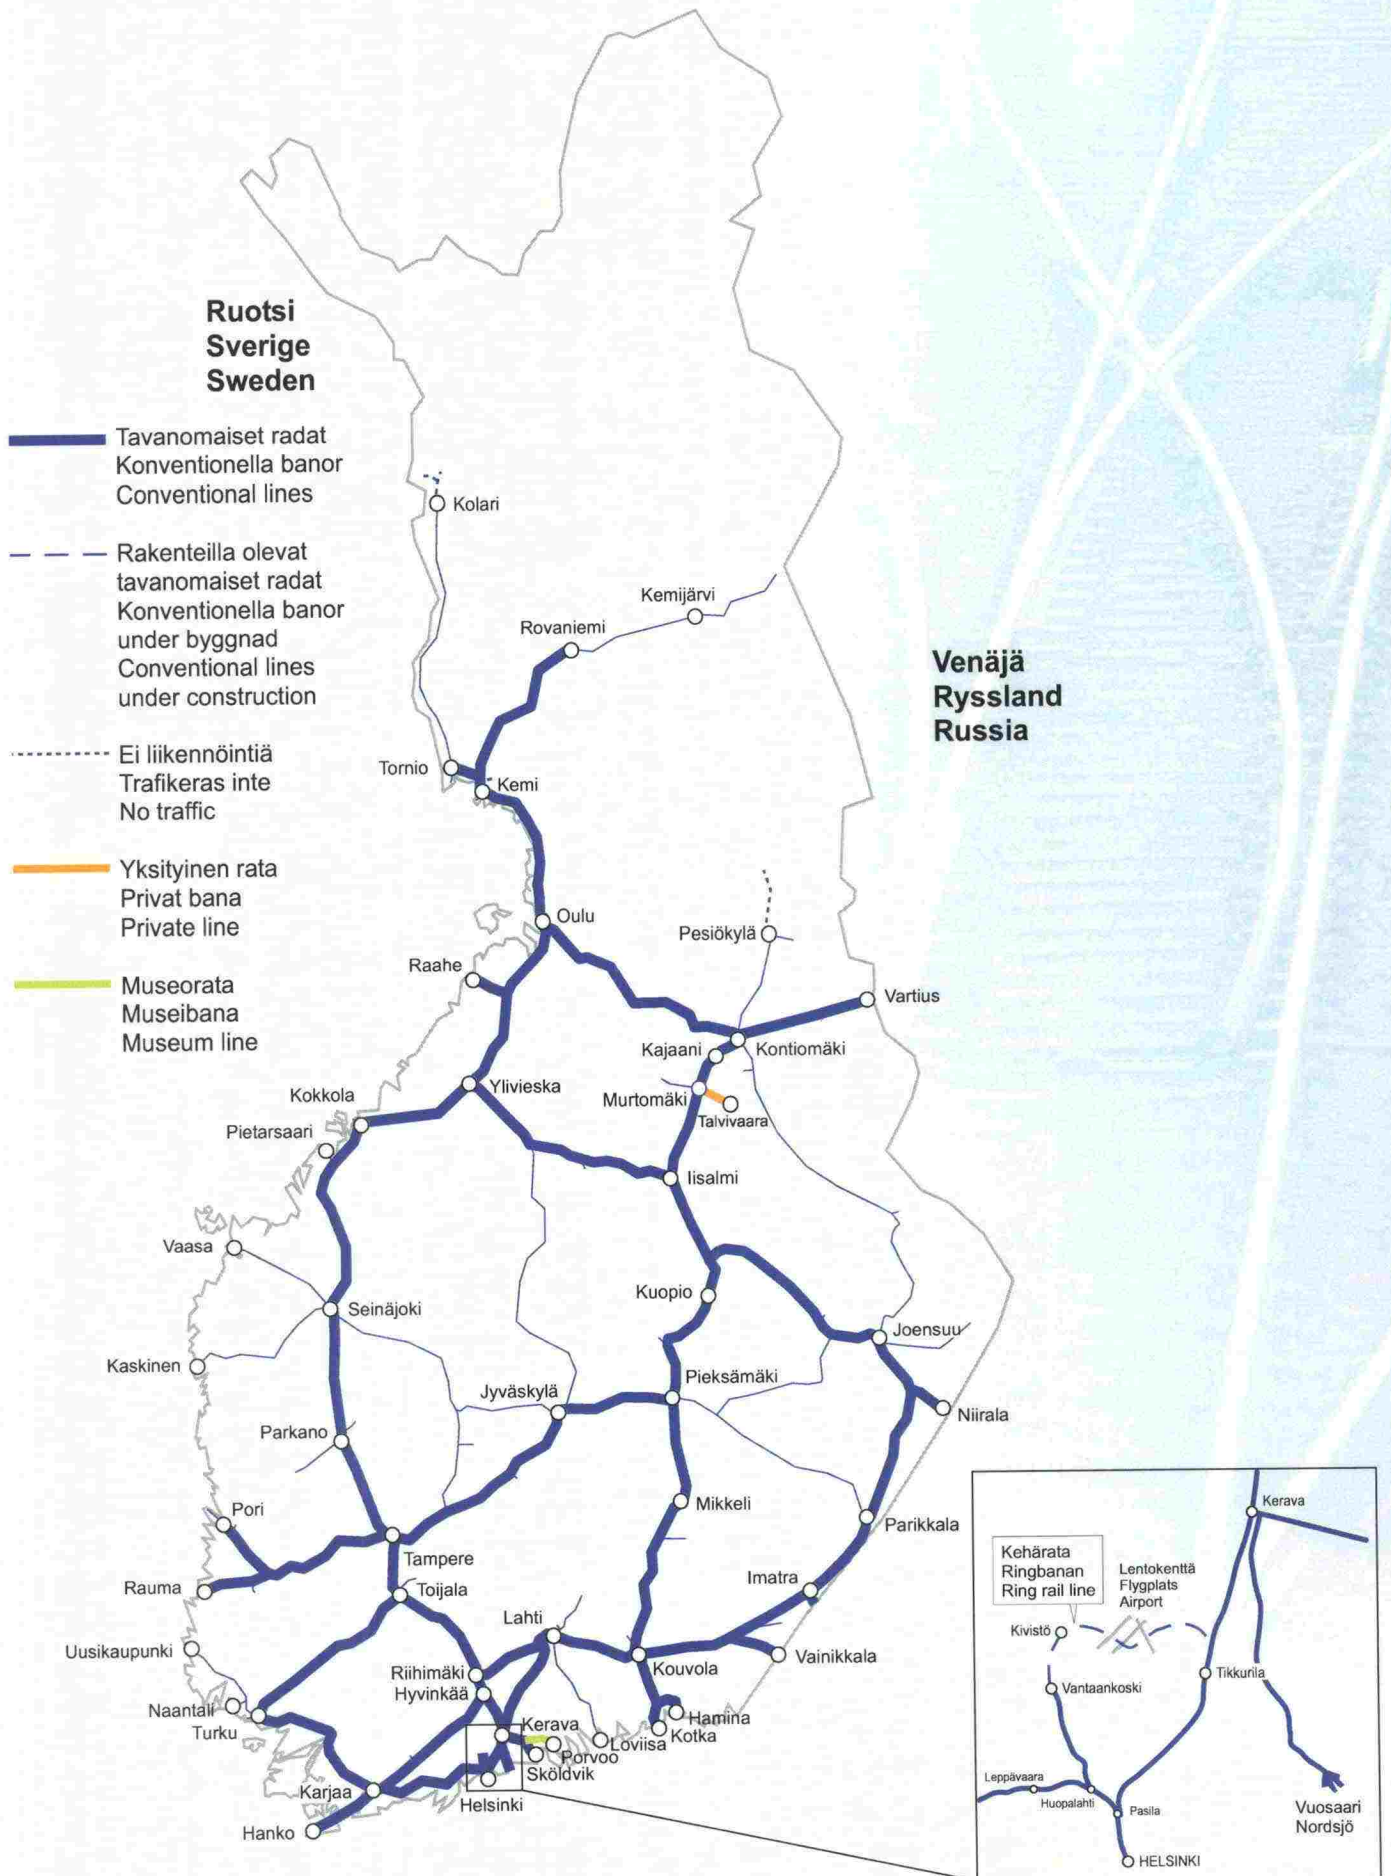 Ruotsi
Sverige
Sweden
Tavanomaiset radat
Konventionella banor
Conventional lines
Rakenteilla olevat
tavanomaiset radat
Konventionella banor
under byggnad
Conventional lines
under construction
Ei liikennöintiä
Trafikeras inte
No traffic
Yksityinen rata
Privat bana
Private line
Museorata
Museibana
Museum line
Venäjä
Ryssland
Russia
Kolari
Kemijärvi
Rovaniemi
Tornio
Kemi
Oulu
Pesiökylä
Raahe
Vartius
Kajaani
Kontiomäki
Ylivieska
Murtomäki
Talvivaara
Kokkola
Pietarsaari
Iisalmi
Vaasa
Kuopio
Seinäjoki
Joensuu
Kaskinen
Jyväskylä
Pieksämäki
Niirala
Parkano
Mikkeli
Pori
Parikkala
Tampere
Rauma
Toijala
Imatra
Lahti
Uusikaupunki
Riihimäki
Kouvola
Vainikkala
Hyvinkää
Naantali
Turku
Kerava
Hamina
Kotka
Loviisa
Porvoo
Sköldvik
Karjaa
Helsinki
Hanko
Kerava
Kehärata
Ringbanan
Ring rail line
Lentokenttä
Flygplats
Airport
Kivistö
Tikkurila
Vantaankoski
Leppävaara
Huopalahti
Pasila
Vuosaari
Nordsjö
HELSINKI